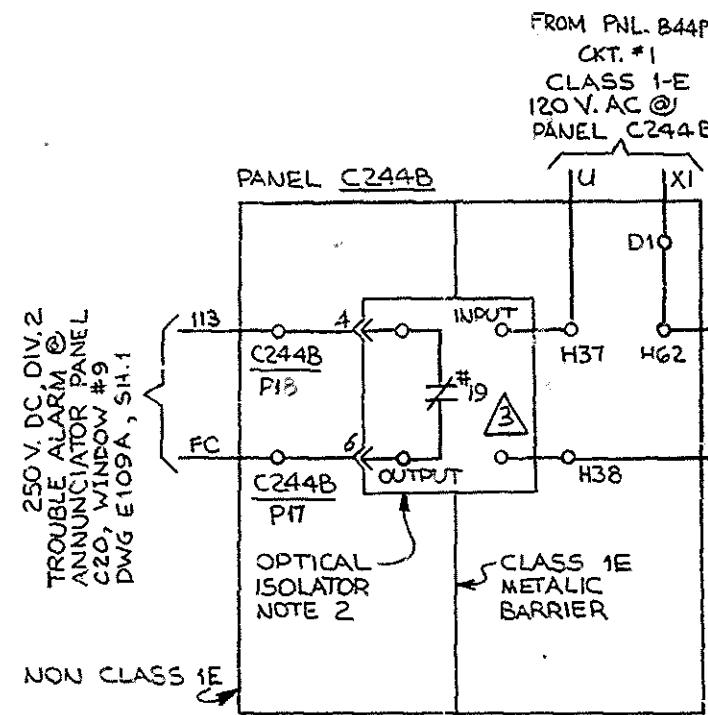 FROM PNL. B44P
CKT. #1
CLASS 1-E
120 V. AC @
PANEL C244B
PANEL C244B
U
X1
D1
250 V. DC, DIV. 2
TROUBLE ALARM @
ANNUNCIATOR PANEL
C20, WINDOW #9
DWG E109A, SH.1
113
4
INPUT
C244B
P18
H37
H62
#19
3
FC
6
OUTPUT
C244B
P17
H38
OPTICAL
ISOLATOR
NOTE 2
CLASS 1E
METALIC
BARRIER
NON CLASS 1E